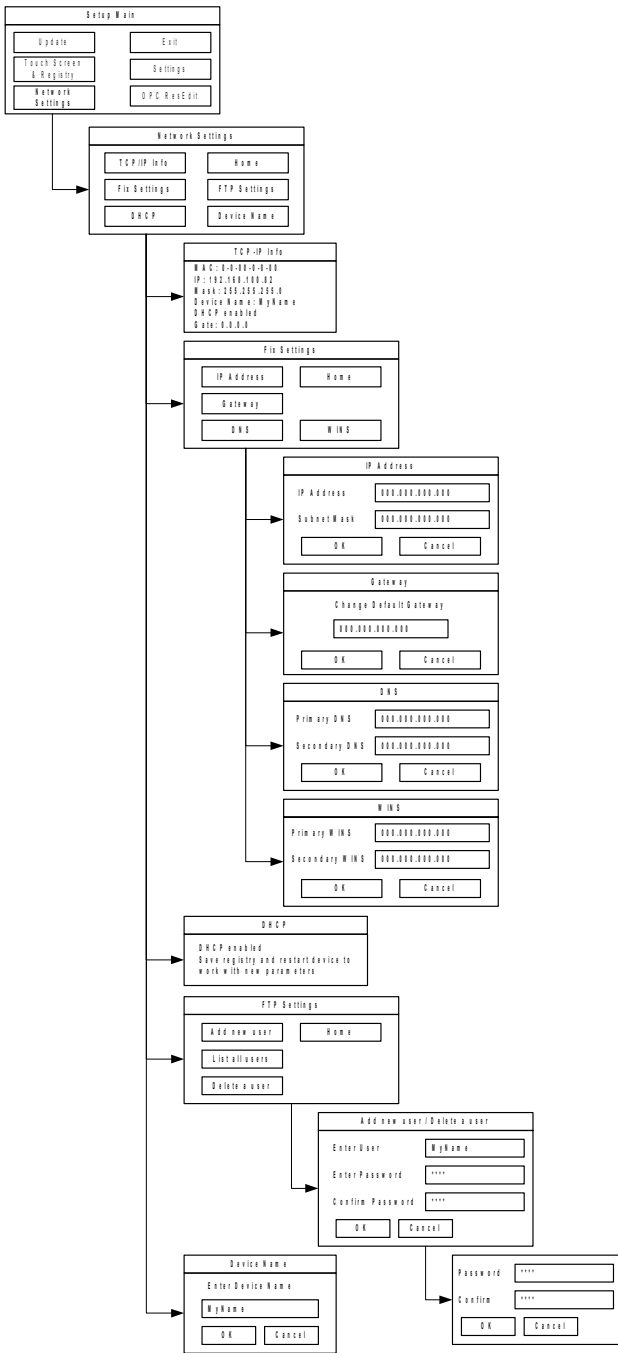 Setup Main
Update
Exit
Touch Screen
& Registry
Settings
Network
Settings
OPC ResEdit
Network Settings
TCP/IP Info
Home
Fix Settings
FTP Settings
DHCP
Device Name
TCP-IP Info
MAC: 0-0-00-0-0-00
IP: 192.168.100.02
Mask: 255.255.255.0
Device Name: MyName
DHCP enabled
Gate: 0.0.0.0
Fix Settings
IP Address
Home
Gateway
DNS
WINS
IP Address
IP Address
000.000.000.000
Subnet Mask
000.000.000.000
OK
Cancel
Gateway
Change Default Gateway
000.000.000.000
OK
Cancel
DNS
Primary DNS
000.000.000.000
Secondary DNS
000.000.000.000
OK
Cancel
WINS
Primary WINS
000.000.000.000
Secondary WINS
000.000.000.000
OK
Cancel
DHCP
DHCP enabled
Save registry and restart device to
work with new parameters
FTP Settings
Add new user
Home
List all users
Delete a user
Add new user / Delete a user
Enter User
MyName
Enter Password
****
Confirm Password
****
OK
Cancel
Password
****
Confirm
****
OK
Cancel
Device Name
Enter Device Name
MyName
OK
Cancel